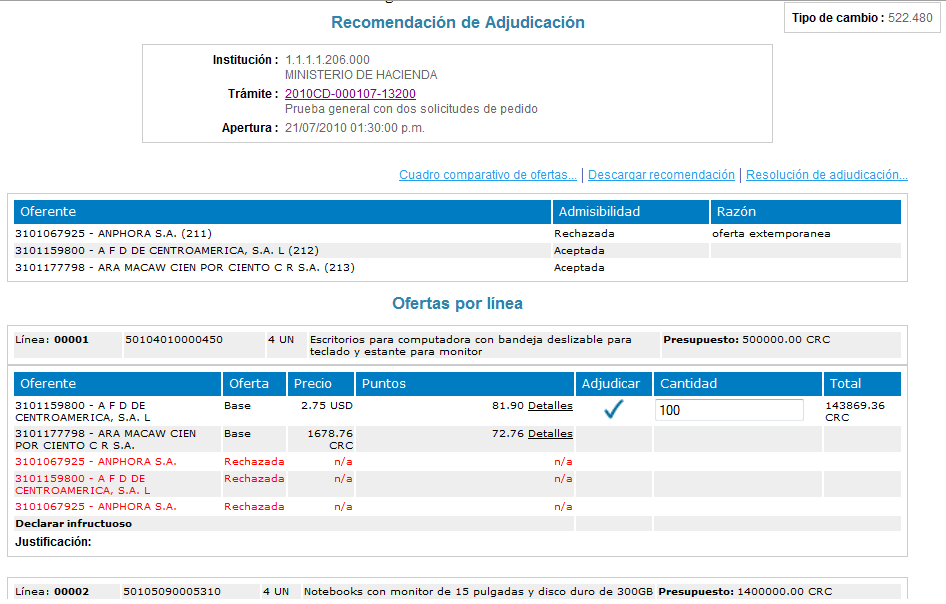 Recomendación de Adjudicación
Tipo de cambio : 522.480
Institución : 1.1.1.1.206.000
MINISTERIO DE HACIENDA
Trámite : 2010CD-000107-13200
Prueba general con dos solicitudes de pedido
Apertura : 21/07/2010 01:30:00 p.m.
Cuadro comparativo de ofertas... | Descargar recomendación | Resolución de adjudicación...
Oferente Admisibilidad Razón
3101067925 - ANPHORA S.A. (211) Rechazada oferta extemporanea
3101159800 - A F D DE CENTROAMERICA, S.A. L (212) Aceptada
3101177798 - ARA MACAW CIEN POR CIENTO C R S.A. (213) Aceptada
Ofertas por línea
Línea: 00001 50104010000450 4 UN Escritorios para computadora con bandeja deslizable para Presupuesto: 500000.00 CRC
teclado y estante para monitor
Oferente Oferta Precio Puntos Adjudicar Cantidad Total
3101159800 - A F D DE Base 2.75 USD 81.90 Detalles 100 143869.36
CENTROAMERICA, S.A. L CRC
3101177798 - ARA MACAW CIEN Base 1678.76 72.76 Detalles
POR CIENTO C R S.A. CRC
3101067925 - ANPHORA S.A. Rechazada n/a n/a
3101159800 - A F D DE Rechazada n/a n/a
CENTROAMERICA, S.A. L
3101067925 - ANPHORA S.A. Rechazada n/a n/a
Declarar infructuoso
Justificación:
Línea: 00002 50105090005310 4 UN Notebooks con monitor de 15 pulgadas y disco duro de 300GB Presupuesto: 1400000.00 CRC